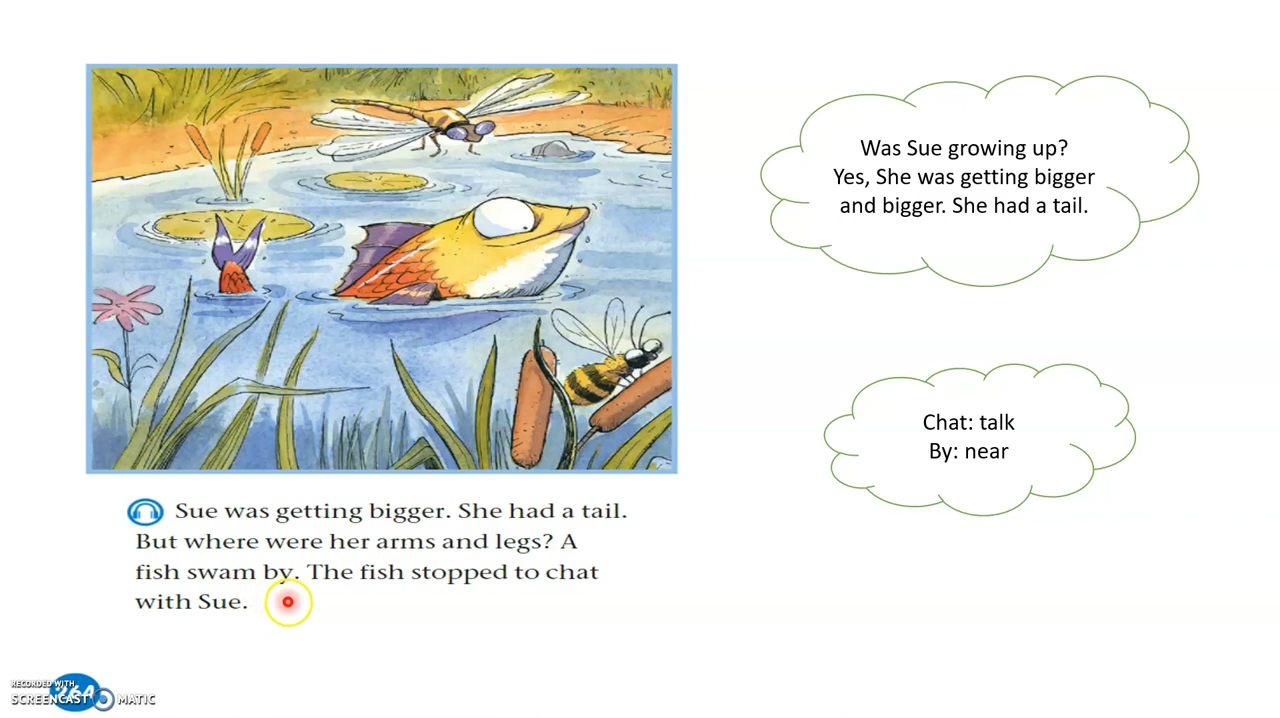 Was Sue growing up?
Yes, She was getting bigger
and bigger. She had a tail.
Chat: talk
By: near
Sue was getting bigger. She had a tail.
But where were her arms and legs? A
fish swam by. The fish stopped to chat
with Sue.
RECORDED WITH
SCREENCAST MATIC